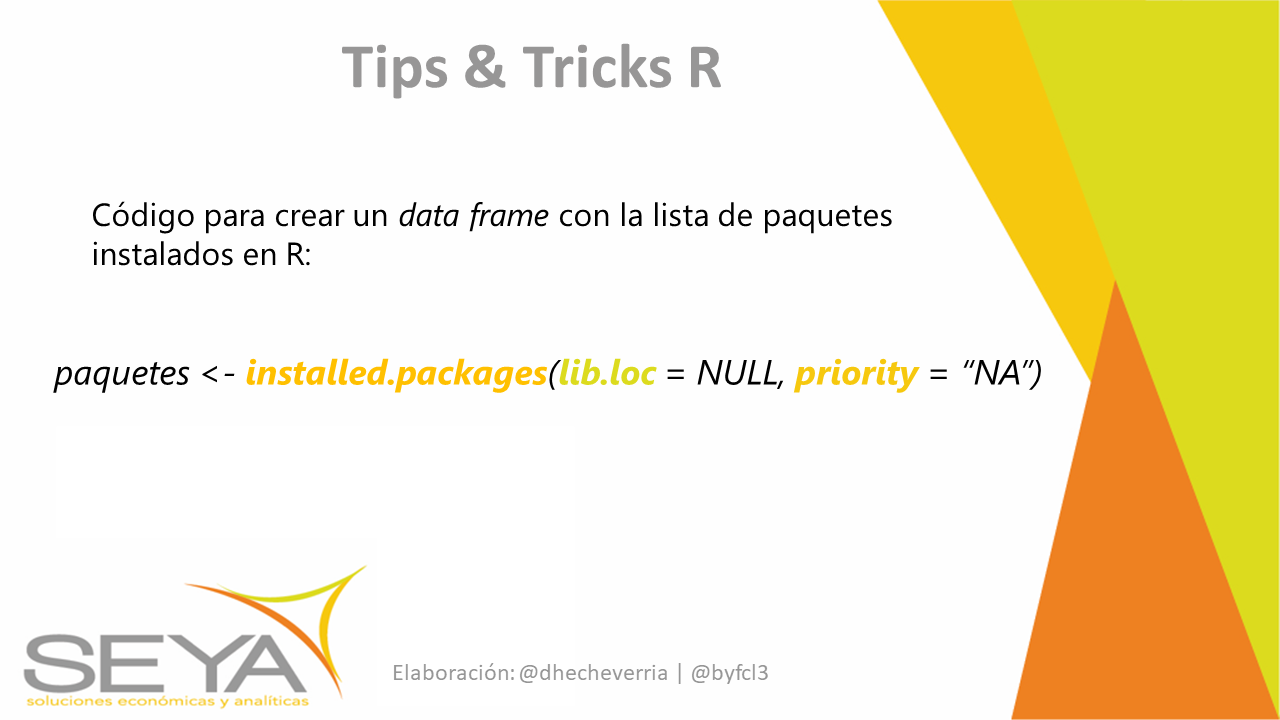 Tips & Tricks R
Código para crear un data frame con la lista de paquetes
instalados en R:
paquetes <- installed.packages(lib.loc = NULL, priority = “NA”)
SEYA
soluciones económicas y analíticas
Elaboración: @dhecheverria | @byfcl3